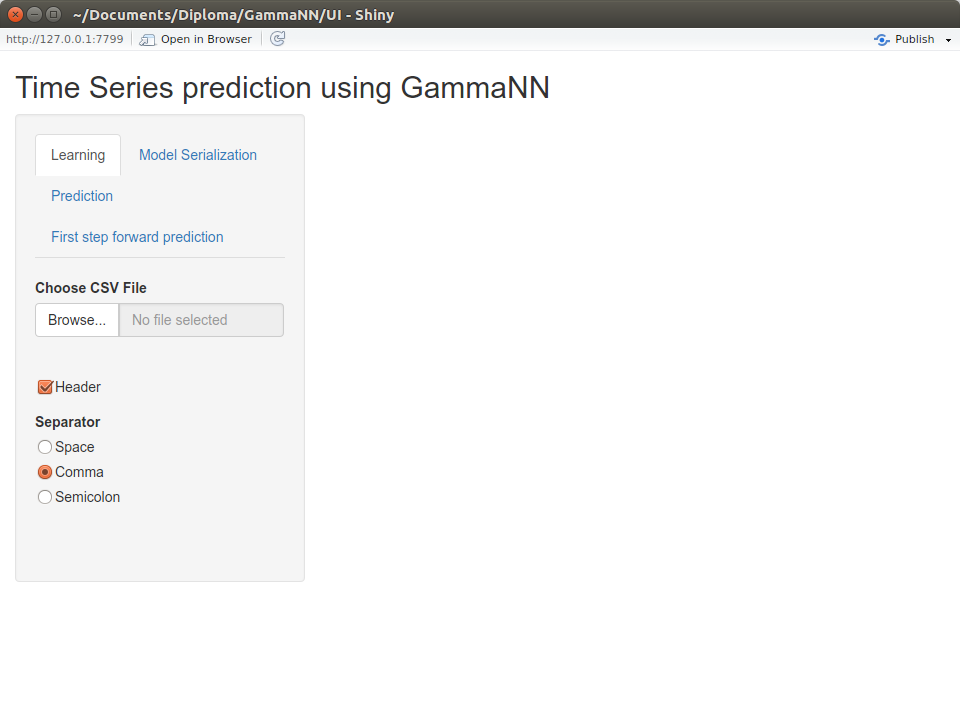 ~/Documents/Diploma/GammaNN/UI - Shiny
http://127.0.0.1:7799 Open in Browser Publish
Time Series prediction using GammaNN
Learning Model Serialization
Prediction
First step forward prediction
Choose CSV File
Browse... No file selected
Header
Separator
Space
Comma
Semicolon